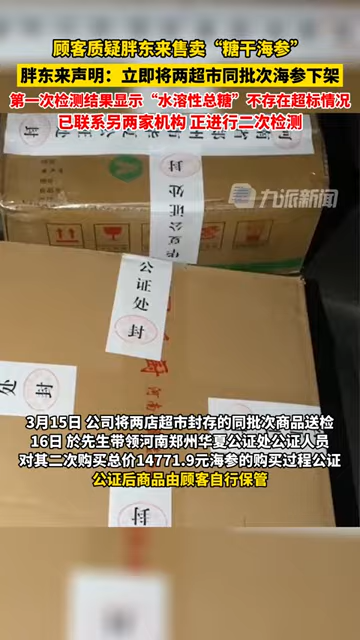 顾客质疑胖东来售卖“糖干海参”
胖东来声明：立即将两超市同批次海参下架
第一次检测结果显示“水溶性总糖”不存在超标情况
已联系另两家机构 正进行二次检测
九派新闻
华夏公证处
封
公证处
封
处
封
3月15日 公司将两店超市封存的同批次商品送检
16日 於先生带领河南郑州华夏公证处公证人员
对其二次购买总价14771.9元海参的购买过程公证
公证后商品由顾客自行保管